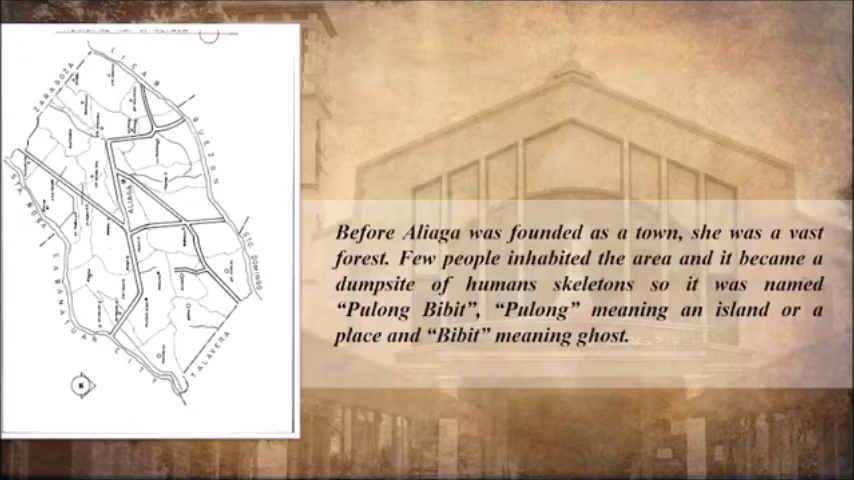 LICAB
ZARAGOZA
QUEZON
STA ROSA
ALIAGA
STO DOMINGO
CABANATUAN CITY
TALAVERA
Before Aliaga was founded as a town, she was a vast
forest. Few people inhabited the area and it became a
dumpsite of humans skeletons so it was named
“Pulong Bibit”, “Pulong” meaning an island or a
place and “Bibit” meaning ghost.